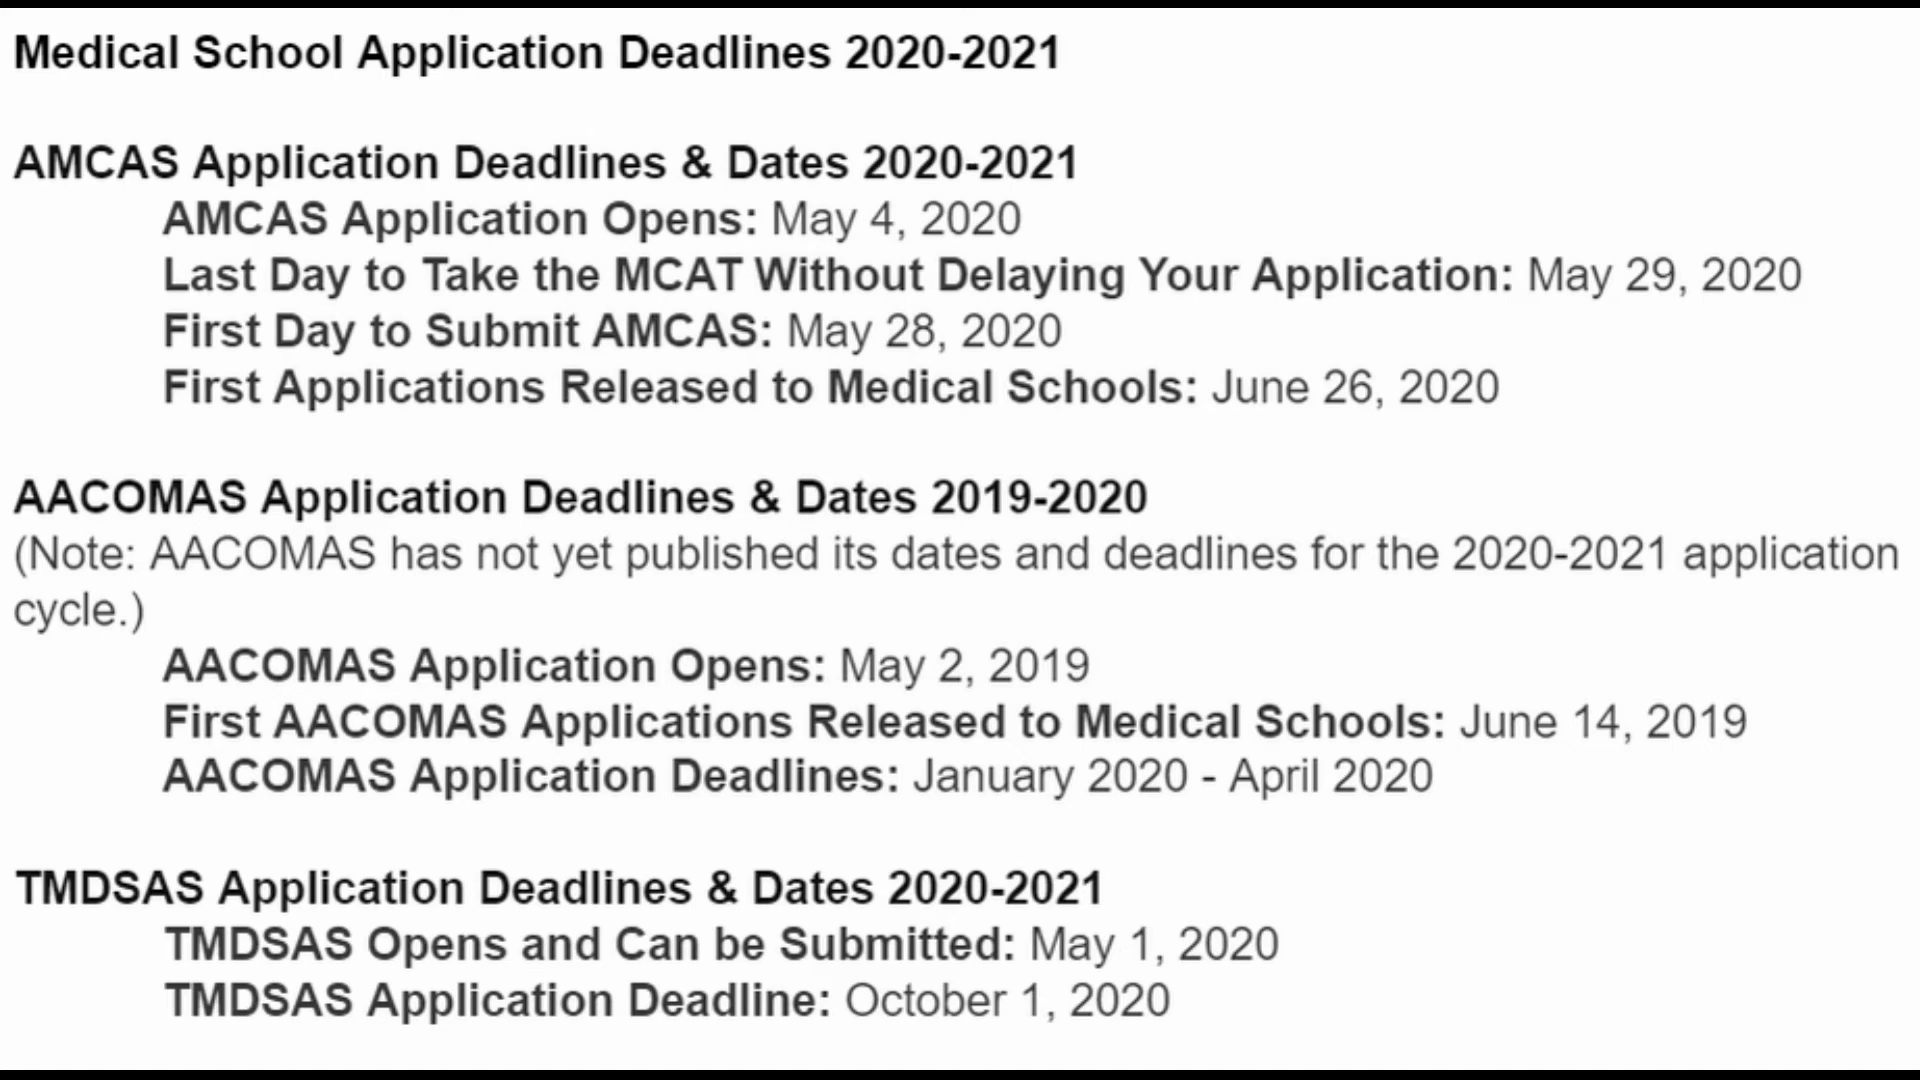 Medical School Application Deadlines 2020-2021
AMCAS Application Deadlines & Dates 2020-2021
AMCAS Application Opens: May 4, 2020
Last Day to Take the MCAT Without Delaying Your Application: May 29, 2020
First Day to Submit AMCAS: May 28, 2020
First Applications Released to Medical Schools: June 26, 2020
AACOMAS Application Deadlines & Dates 2019-2020
(Note: AACOMAS has not yet published its dates and deadlines for the 2020-2021 application
cycle.)
AACOMAS Application Opens: May 2, 2019
First AACOMAS Applications Released to Medical Schools: June 14, 2019
AACOMAS Application Deadlines: January 2020 - April 2020
TMDSAS Application Deadlines & Dates 2020-2021
TMDSAS Opens and Can be Submitted: May 1, 2020
TMDSAS Application Deadline: October 1, 2020